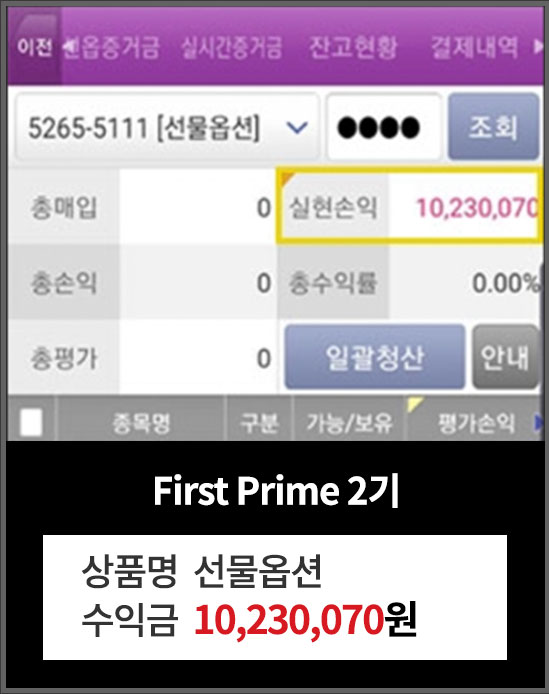 이전 선옵증거금 실시간증거금 잔고현황 결제내역
5265-5111 [선물옵션] ●●●● 조회
총매입 0 실현손익 10,230,070
총손익 0 총수익률 0.00%
총평가 0 일괄청산 안내
종목명 구분 가능/보유 평가손익
First Prime 2기
상품명 선물옵션
수익금 10,230,070원